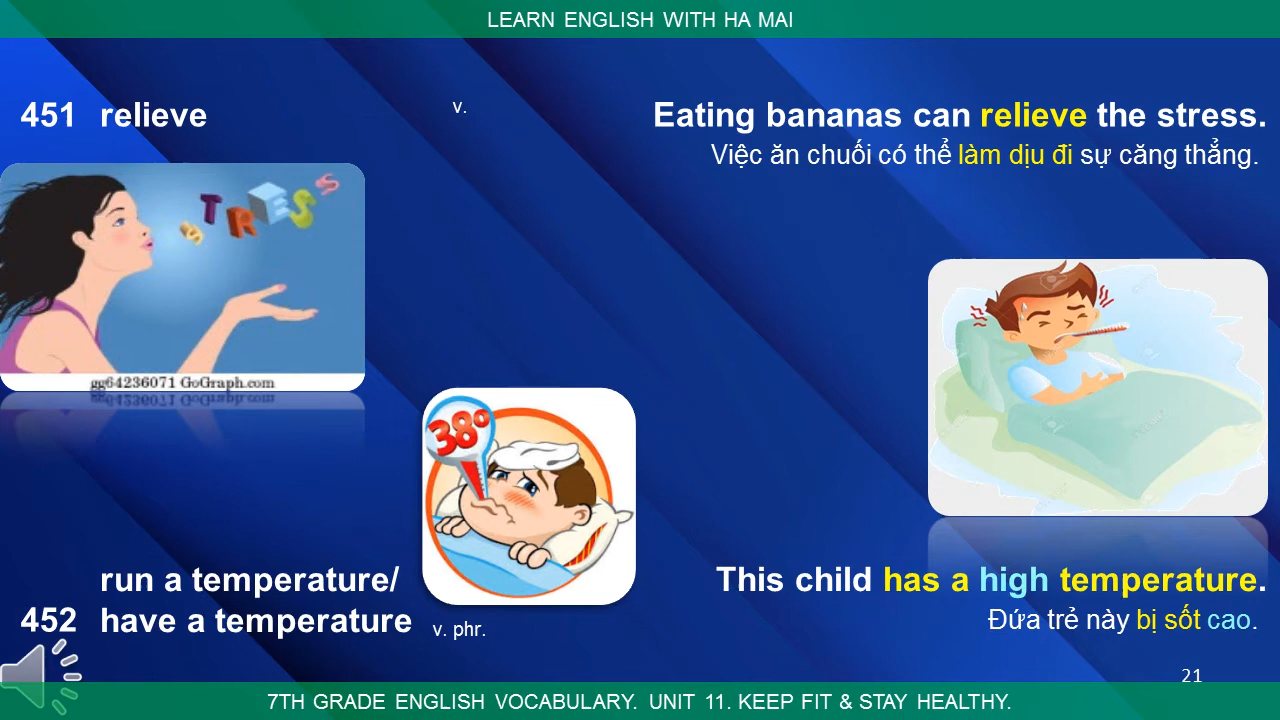 LEARN ENGLISH WITH HA MAI
451 relieve v.
Eating bananas can relieve the stress.
Việc ăn chuối có thể làm dịu đi sự căng thẳng.
STRESS
gg64236071 GoGraph.com
38°
run a temperature/
452 have a temperature v. phr.
This child has a high temperature.
Đứa trẻ này bị sốt cao.
21
7TH GRADE ENGLISH VOCABULARY. UNIT 11. KEEP FIT & STAY HEALTHY.